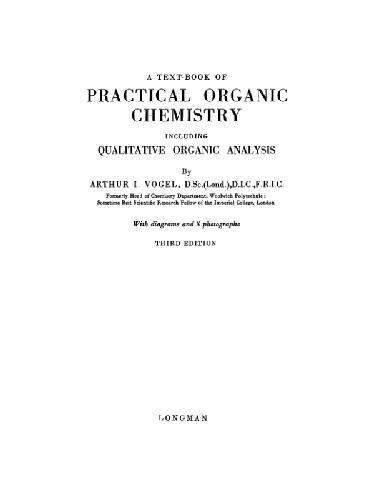 A TEXT-BOOK OF
PRACTICAL ORGANIC
CHEMISTRY
INCLUDING
QUALITATIVE ORGANIC ANALYSIS
By
ARTHUR I. VOGEL, D.Sc.(Lond.),D.I.C.,F.R.I.C.
Formerly Head of Chemistry Department, Woolwich Polytechnic:
Sometime Beit Scientific Research Fellow of the Imperial College, London
With diagrams and 8 photographs
THIRD EDITION
LONGMAN